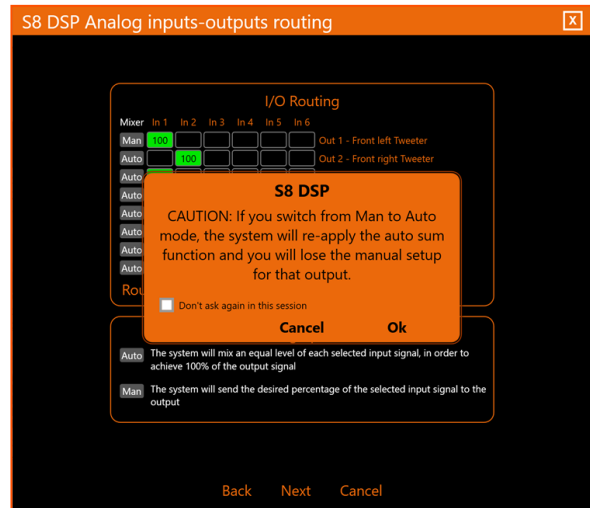 S8 DSP Analog inputs-outputs routing
X
I/O Routing
Mixer In 1 In 2 In 3 In 4 In 5 In 6
Man 100 Out 1 - Front left Tweeter
Auto 100 Out 2 - Front right Tweeter
Auto
Auto
Auto
Auto
Auto
Auto
Rou
S8 DSP
CAUTION: If you switch from Man to Auto
mode, the system will re-apply the auto sum
function and you will lose the manual setup
for that output.
Don't ask again in this session
Cancel Ok
Auto The system will mix an equal level of each selected input signal, in order to
achieve 100% of the output signal
Man The system will send the desired percentage of the selected input signal to the
output
Back Next Cancel